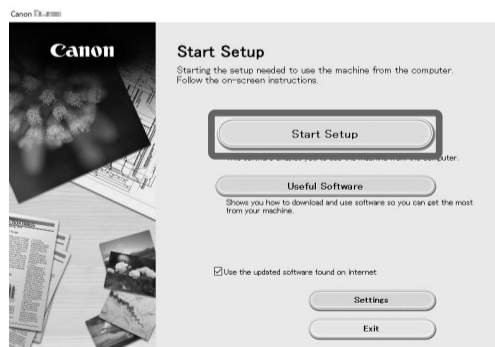 Canon
Canon
Start Setup
Starting the setup needed to use the machine from the computer.
Follow the on-screen instructions.
Start Setup
computer.
Useful Software
Shows you how to download and use software so you can get the most
from your machine.
Use the updated software found on internet
Settings
Exit